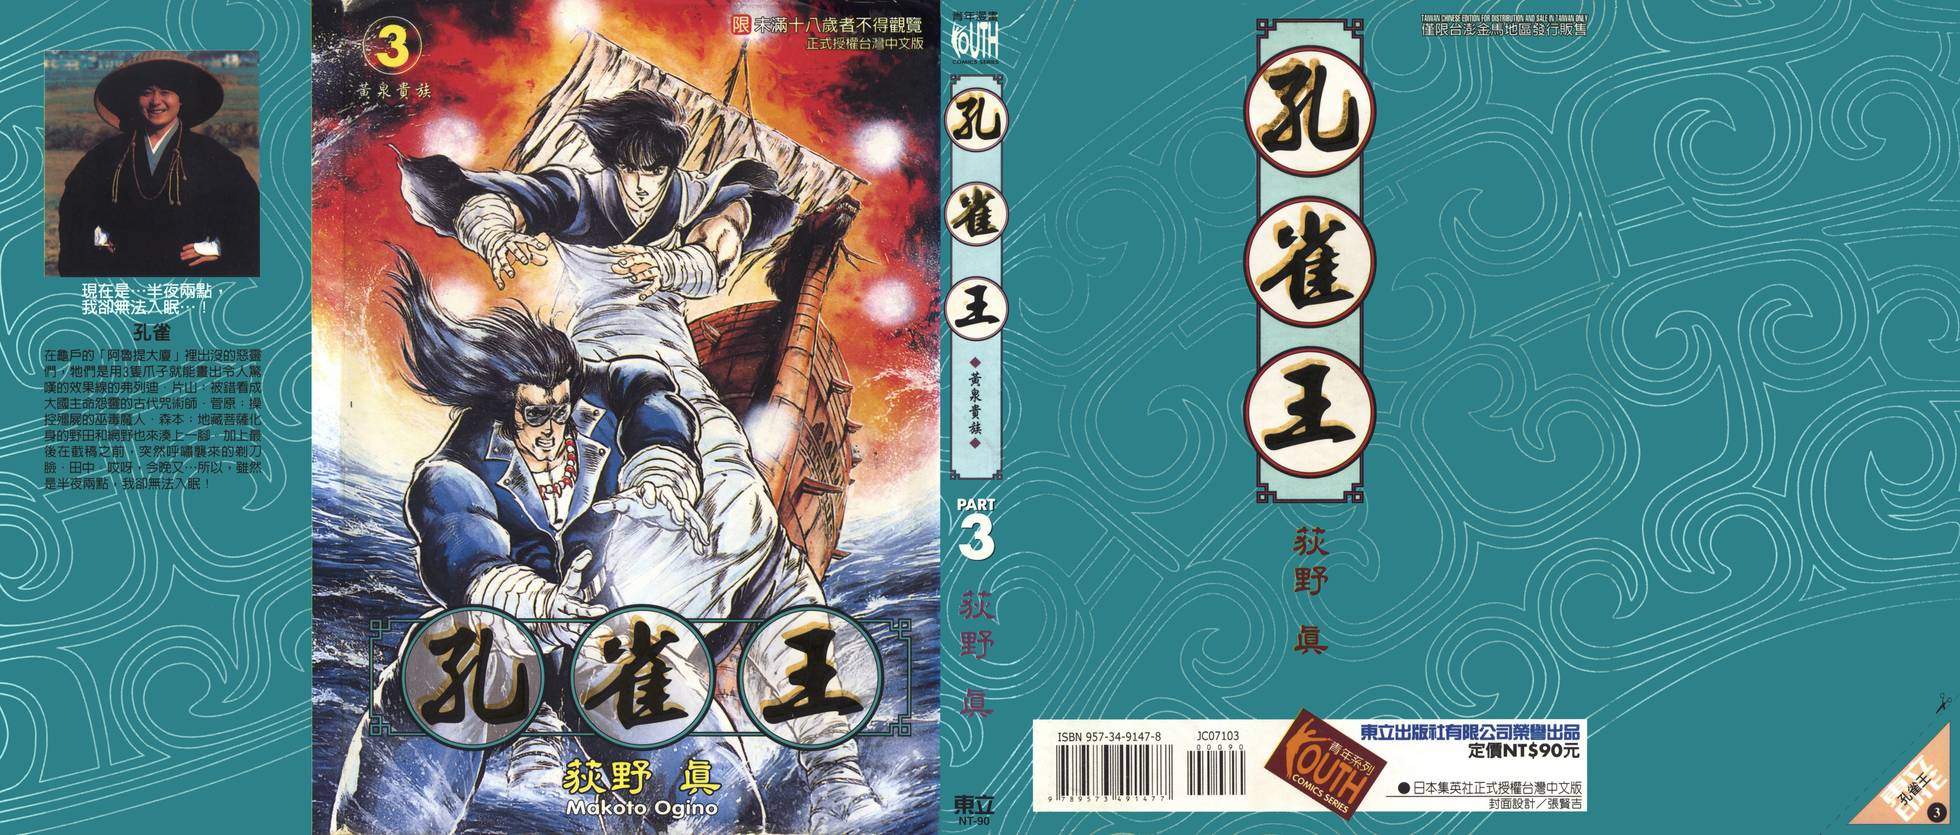 現在是…半夜兩點，
我卻無法入眠…！
孔雀
在龜戶的「阿魯提大廈」裡出沒的惡靈
們，牠們是用3隻爪子就能畫出令人驚
嘆的效果線的弗列迪．片山；被錯看成
大國主命怨靈的古代咒術師．菅原；操
控殭屍的巫毒魔人．森本；地藏菩薩化
身的野田和網野也來湊上一腳…加上最
後在截稿之前，突然呼嘯襲來的剃刀
臉．田中…哎呀，今晚又…所以，雖然
是半夜兩點，我卻無法入眠！
3
黃泉貴族
限 未滿十八歲者不得觀覽
正式授權台灣中文版
孔雀王
荻野 眞
Makoto Ogino
青年漫畫
YOUTH
COMICS SERIES
孔雀王
◆黃泉貴族◆
PART
3
荻野 眞
東立
NT-90
孔雀王
荻野 眞
TAIWAN CHINESE EDITION FOR DISTRIBUTION AND SALE IN TAIWAN ONLY
僅限台澎金馬地區發行販售
ISBN 957-34-9147-8
JC07103
00090
9 789573 491477
青年系列
YOUTH
COMICS SERIES
東立出版社有限公司榮譽出品
定價NT$90元
●日本集英社正式授權台灣中文版
封面設計／張賢吉
孔雀王
3